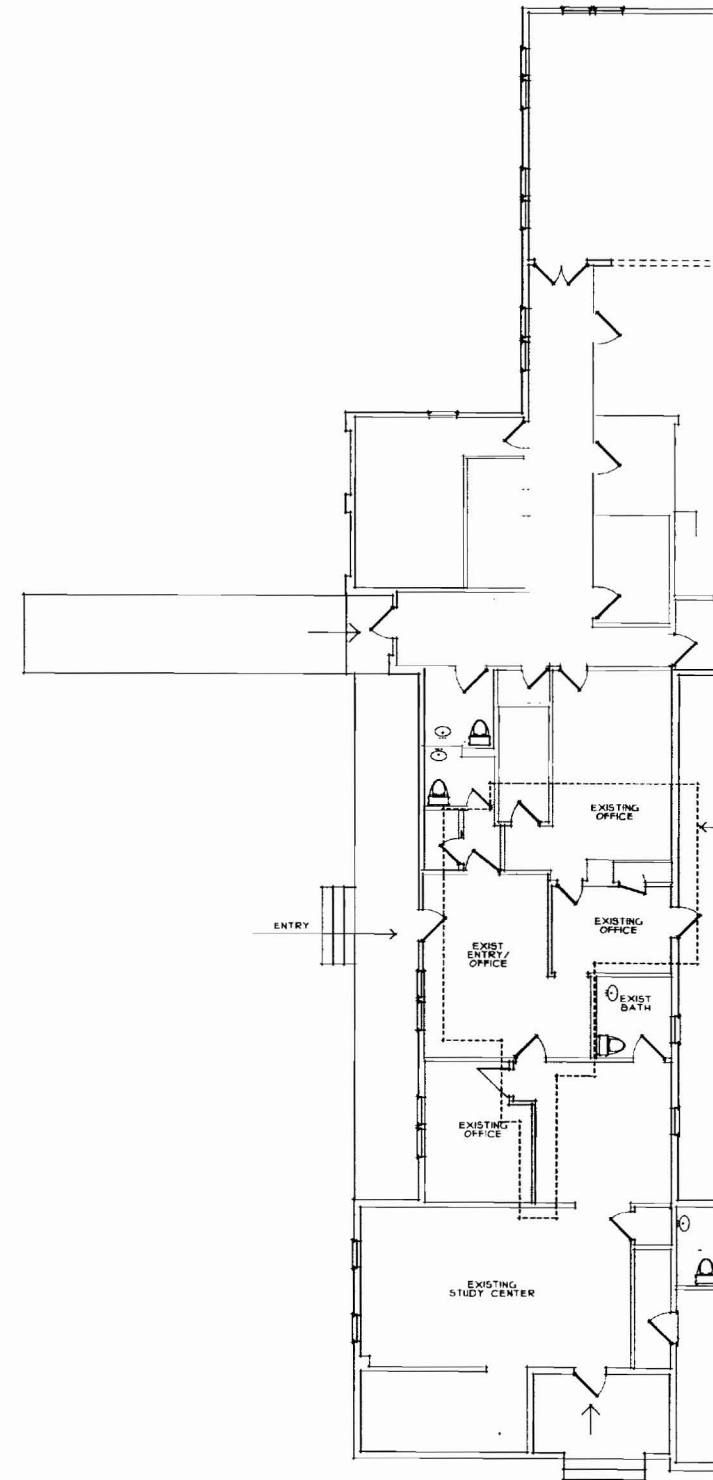 EXISTING
OFFICE
EXISTING
OFFICE
ENTRY
EXIST
ENTRY/
OFFICE
EXIST
BATH
EXISTING
OFFICE
EXISTING
STUDY CENTER